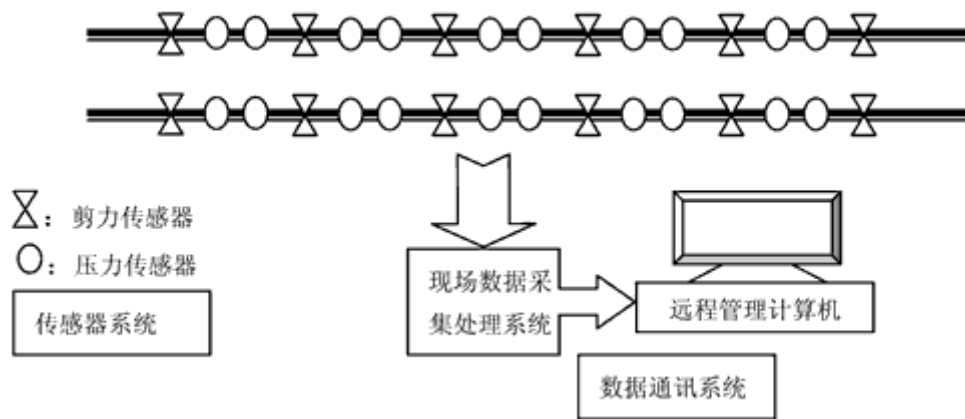 ：剪力传感器
：压力传感器
传感器系统
现场数据采
集处理系统
远程管理计算机
数据通讯系统